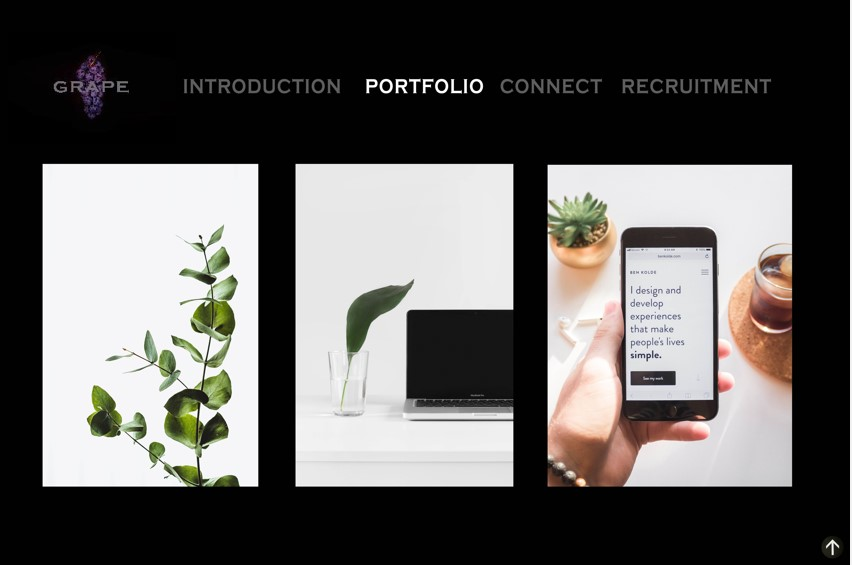 GRAPE
INTRODUCTION PORTFOLIO CONNECT RECRUITMENT
BEN KOLDE
I design and
develop
experiences
that make
people's lives
simple.
See my work